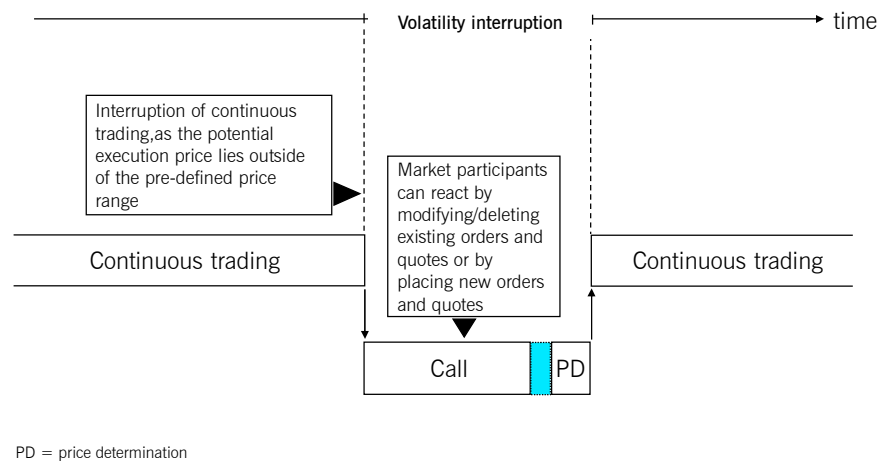 Volatility interruption
time
Interruption of continuous
trading,as the potential
execution price lies outside
of the pre-defined price
range
Market participants
can react by
modifying/deleting
existing orders and
quotes or by
placing new orders
and quotes
Continuous trading
Continuous trading
Call
PD
PD = price determination